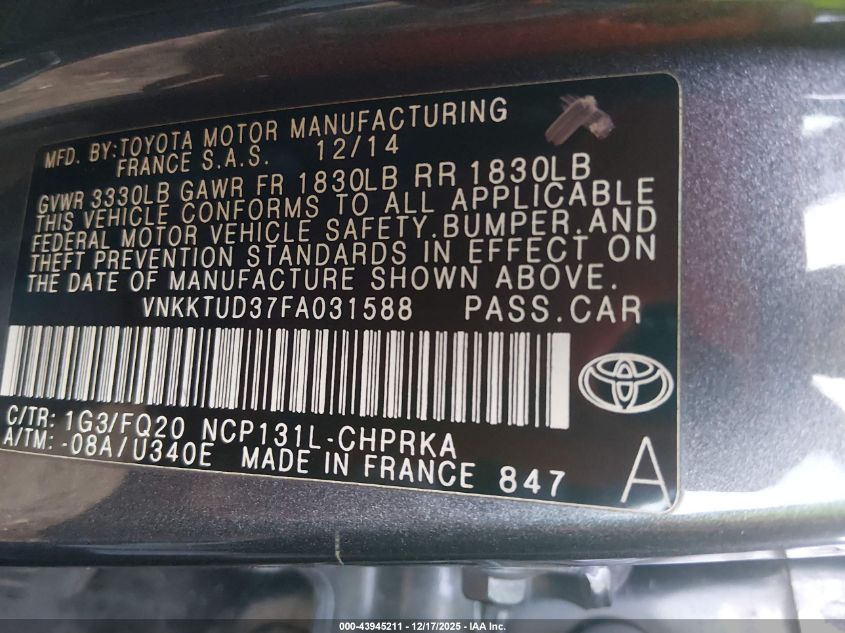 MFD. BY:TOYOTA MOTOR MANUFACTURING
FRANCE S.A.S. 12/14
GVWR 3330LB GAWR FR 1830LB RR 1830LB
THIS VEHICLE CONFORMS TO ALL APPLICABLE
FEDERAL MOTOR VEHICLE SAFETY.BUMPER.AND
THEFT PREVENTION STANDARDS IN EFFECT ON
THE DATE OF MANUFACTURE SHOWN ABOVE.
VNKKTUD37FA031588 PASS.CAR
C/TR: 1G3/FQ20 NCP131L-CHPRKA
A/TM: -08A/U340E MADE IN FRANCE 847 A
000-43945211 - 12/17/2025 - IAA Inc.